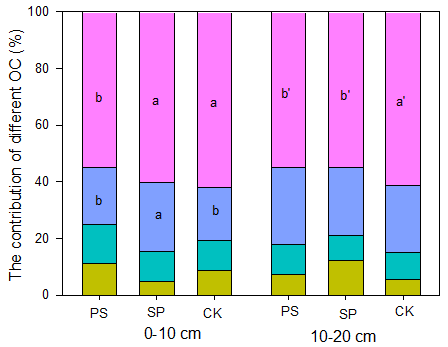 The contribution of different OC (%)
100
80
60
40
20
0
b a a b' b' a'
b a b
PS SP CK PS SP CK
0-10 cm 10-20 cm